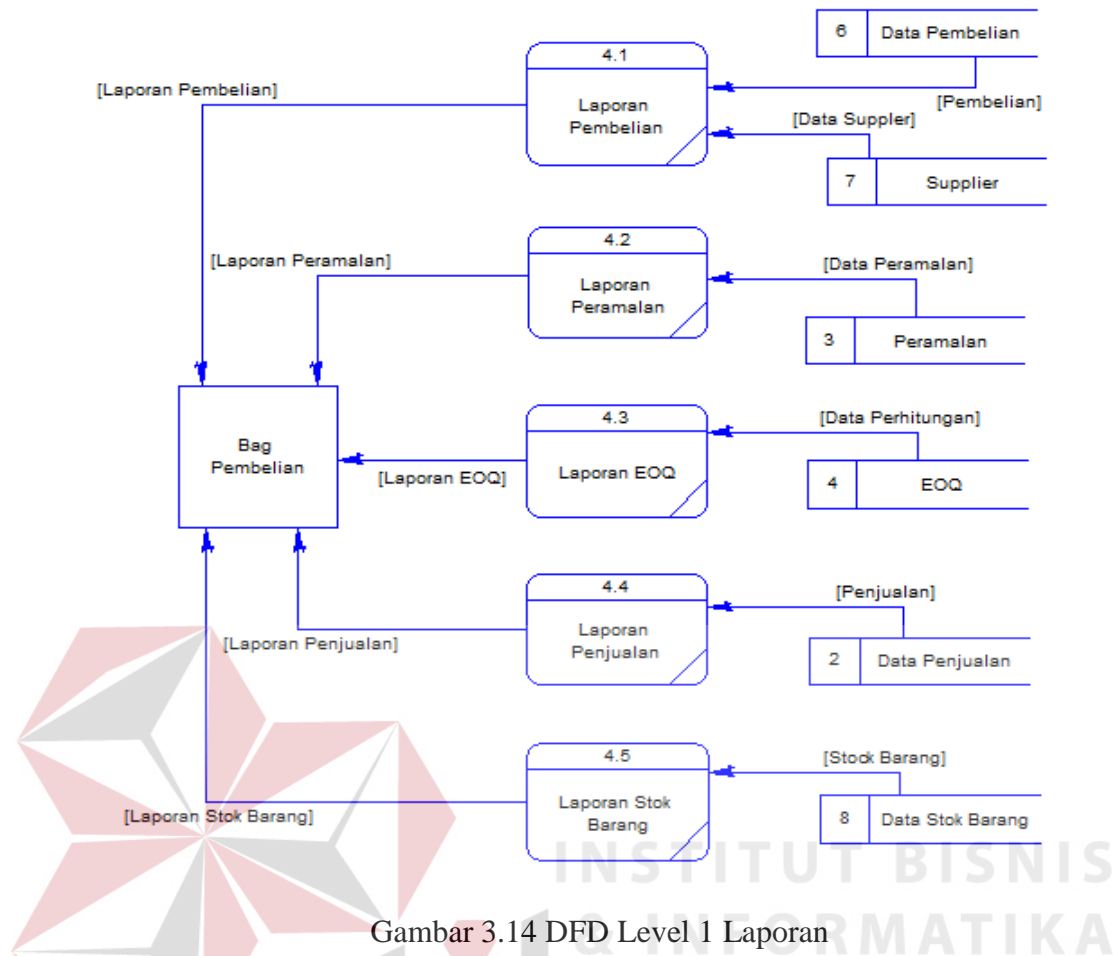 6 Data Pembelian
4.1
[Laporan Pembelian]
Laporan
Pembelian
[Pembelian]
[Data Suppler]
7 Supplier
4.2
[Laporan Peramalan]
[Data Peramalan]
Laporan
Peramalan
3 Peramalan
4.3
[Data Perhitungan]
Bag
Pembelian
Laporan EOQ
[Laporan EOQ]
4 EOQ
4.4
[Penjualan]
Laporan
Penjualan
[Laporan Penjualan]
2 Data Penjualan
4.5
[Stock Barang]
Laporan Stok
Barang
[Laporan Stok Barang]
8 Data Stok Barang
INSTITUT BISNIS
& INFORMATIKA
Gambar 3.14 DFD Level 1 Laporan